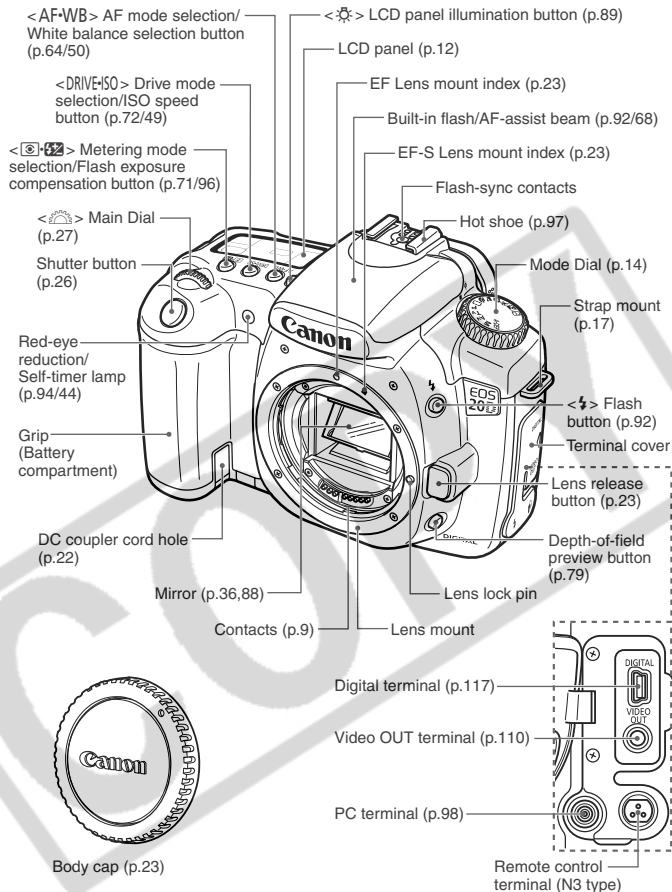 <AF•WB> AF mode selection/
White balance selection button
(p.64/50)
<☼> LCD panel illumination button (p.89)
LCD panel (p.12)
<DRIVE•ISO> Drive mode
selection/ISO speed
button (p.72/49)
EF Lens mount index (p.23)
Built-in flash/AF-assist beam (p.92/68)
< • > Metering mode
selection/Flash exposure
compensation button (p.71/96)
EF-S Lens mount index (p.23)
Flash-sync contacts
Hot shoe (p.97)
< > Main Dial
(p.27)
Mode Dial (p.14)
Shutter button
(p.26)
Strap mount
(p.17)
Canon
Red-eye
reduction/
Self-timer lamp
(p.94/44)
EOS
20D
<⚡> Flash
button (p.92)
Grip
(Battery
compartment)
Terminal cover
Lens release
button (p.23)
DC coupler cord hole
(p.22)
DIGITAL
Depth-of-field
preview button
(p.79)
Mirror (p.36,88)
Lens lock pin
Contacts (p.9)
Lens mount
DIGITAL
Digital terminal (p.117)
VIDEO
OUT
Video OUT terminal (p.110)
Canon
PC terminal (p.98)
Body cap (p.23)
Remote control
terminal (N3 type)
COPY